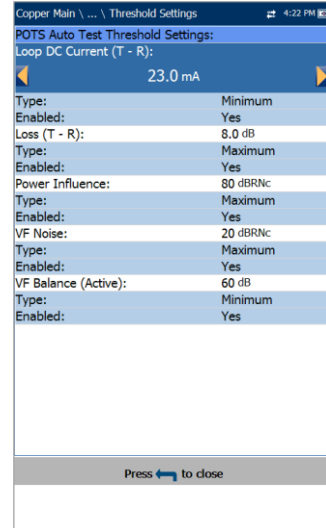 Copper Main \ ... \ Threshold Settings 4:22 PM
POTS Auto Test Threshold Settings:
Loop DC Current (T - R):
23.0 mA
Type: Minimum
Enabled: Yes
Loss (T - R): 8.0 dB
Type: Maximum
Enabled: Yes
Power Influence: 80 dBRNc
Type: Maximum
Enabled: Yes
VF Noise: 20 dBRNc
Type: Maximum
Enabled: Yes
VF Balance (Active): 60 dB
Type: Minimum
Enabled: Yes
Press to close